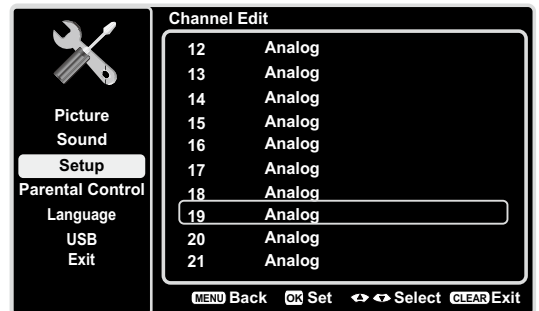 Channel Edit
12 Analog
13 Analog
14 Analog
15 Analog
16 Analog
17 Analog
18 Analog
19 Analog
20 Analog
21 Analog
Picture
Sound
Setup
Parental Control
Language
USB
Exit
MENU Back OK Set Select CLEAR Exit